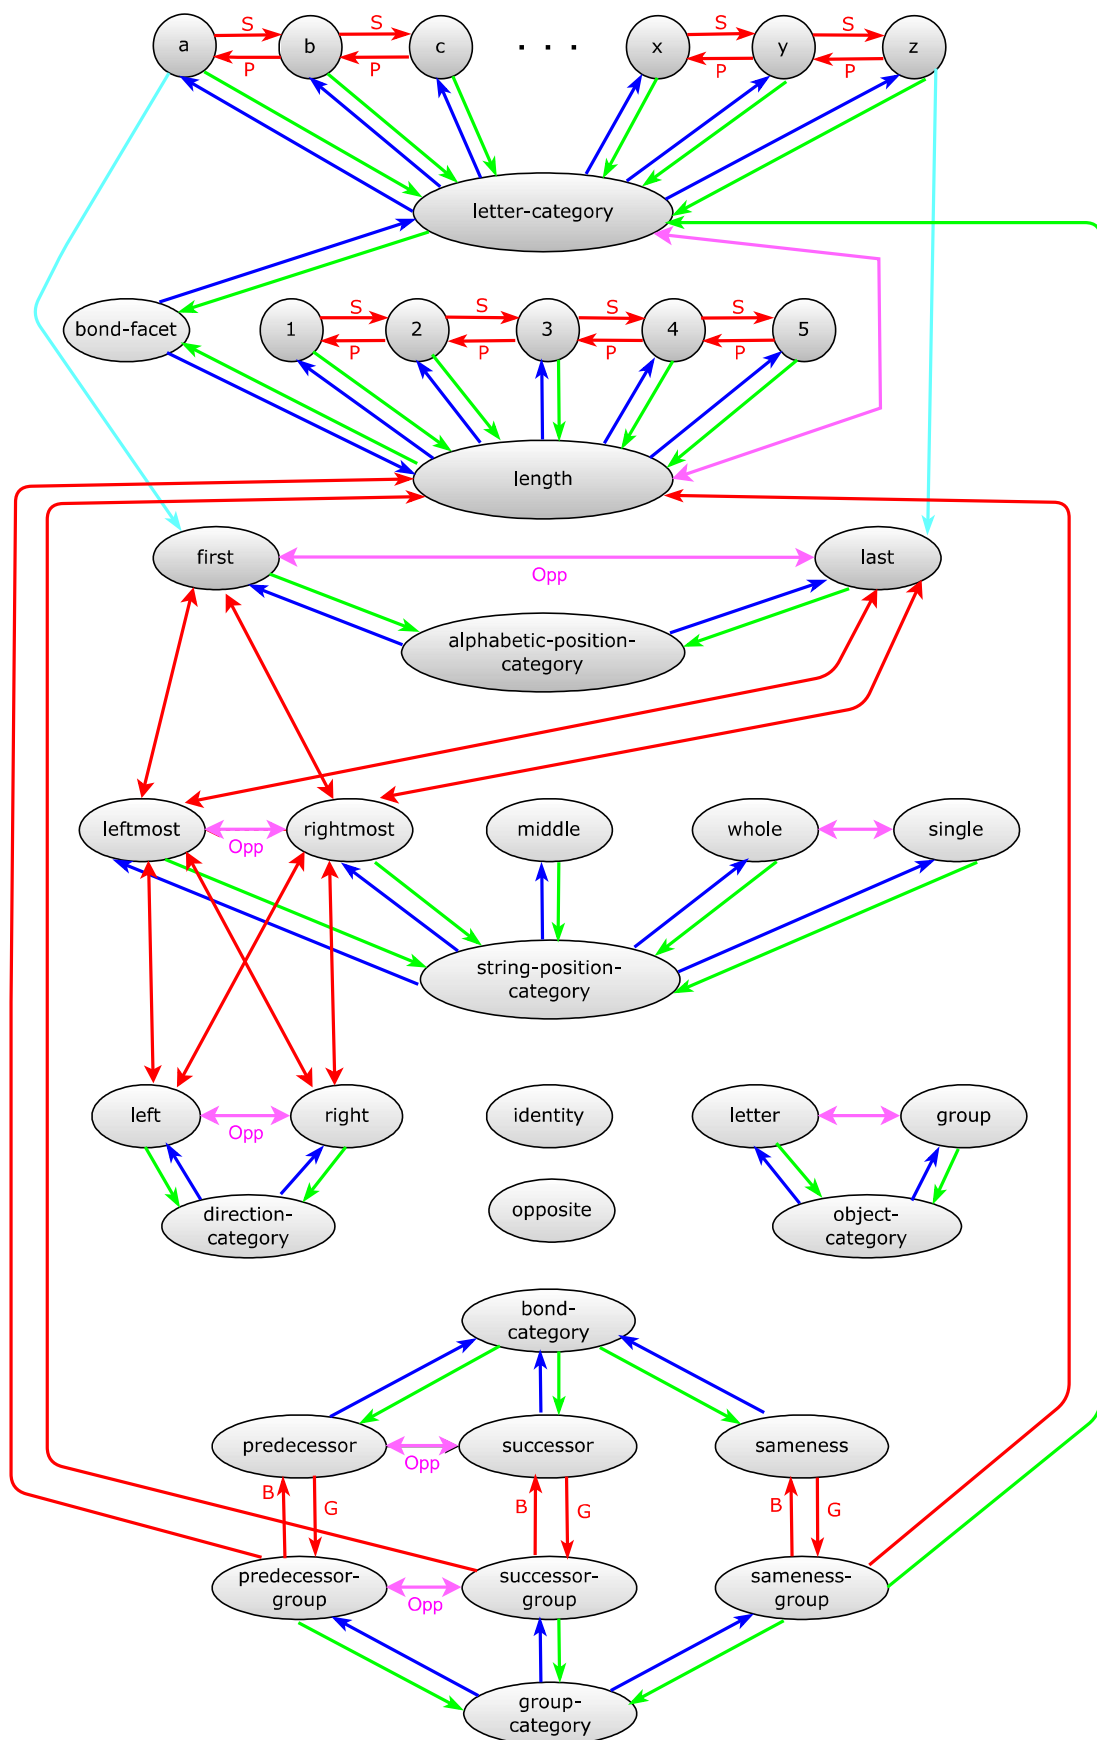 S S S S
a b c . . . x y z
P P P P
letter-category
S S S S
bond-facet 1 2 3 4 5
P P P P
length
first last
Opp
alphabetic-position-
category
leftmost rightmost middle whole single
Opp
string-position-
category
left right identity letter group
Opp
opposite
direction-
category
object-
category
bond-
category
predecessor successor sameness
Opp
B G B G B G
predecessor-
group
successor-
group
sameness-
group
Opp
group-
category